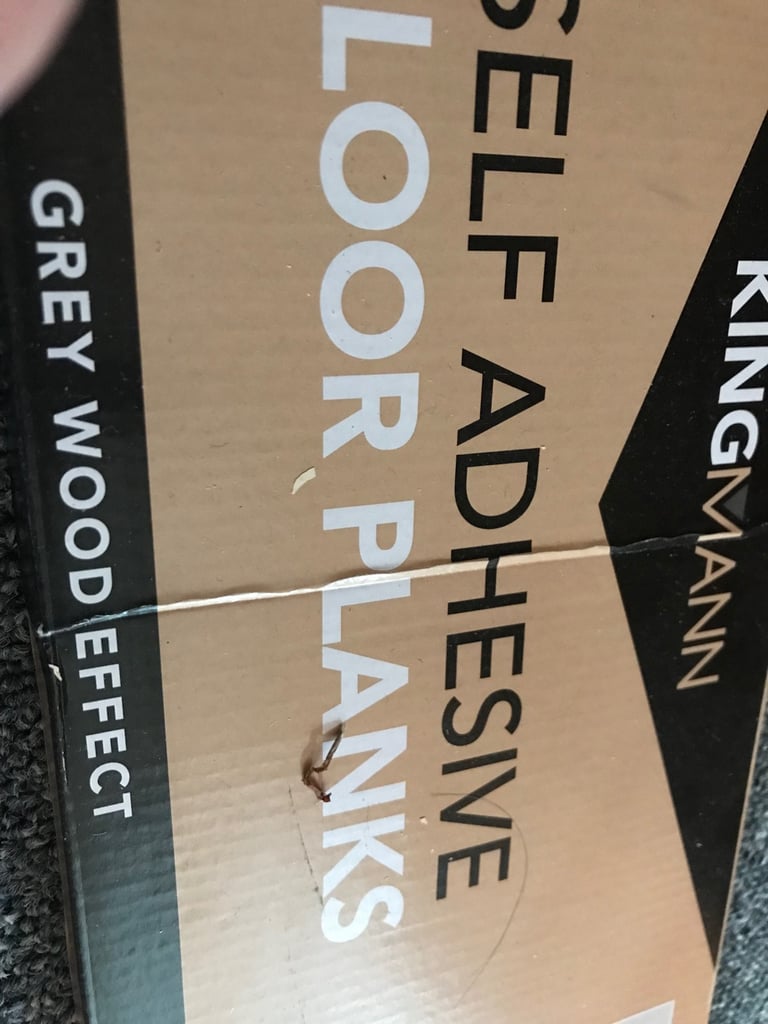 KINGMANN
SELF ADHESIVE
LOOR PLANKS
GREY WOOD EFFECT